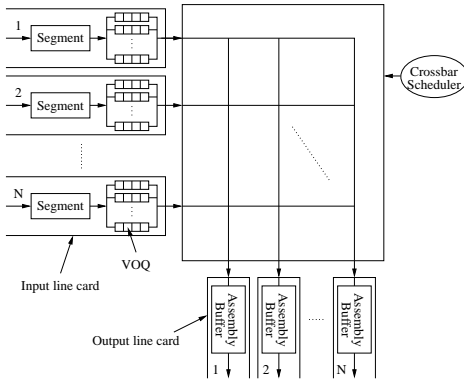 1
Segment
Crossbar
Scheduler
2
Segment
N
Segment
VOQ
Input line card
Assembly
Buffer
Assembly
Buffer
Assembly
Buffer
Output line card
1
2
N